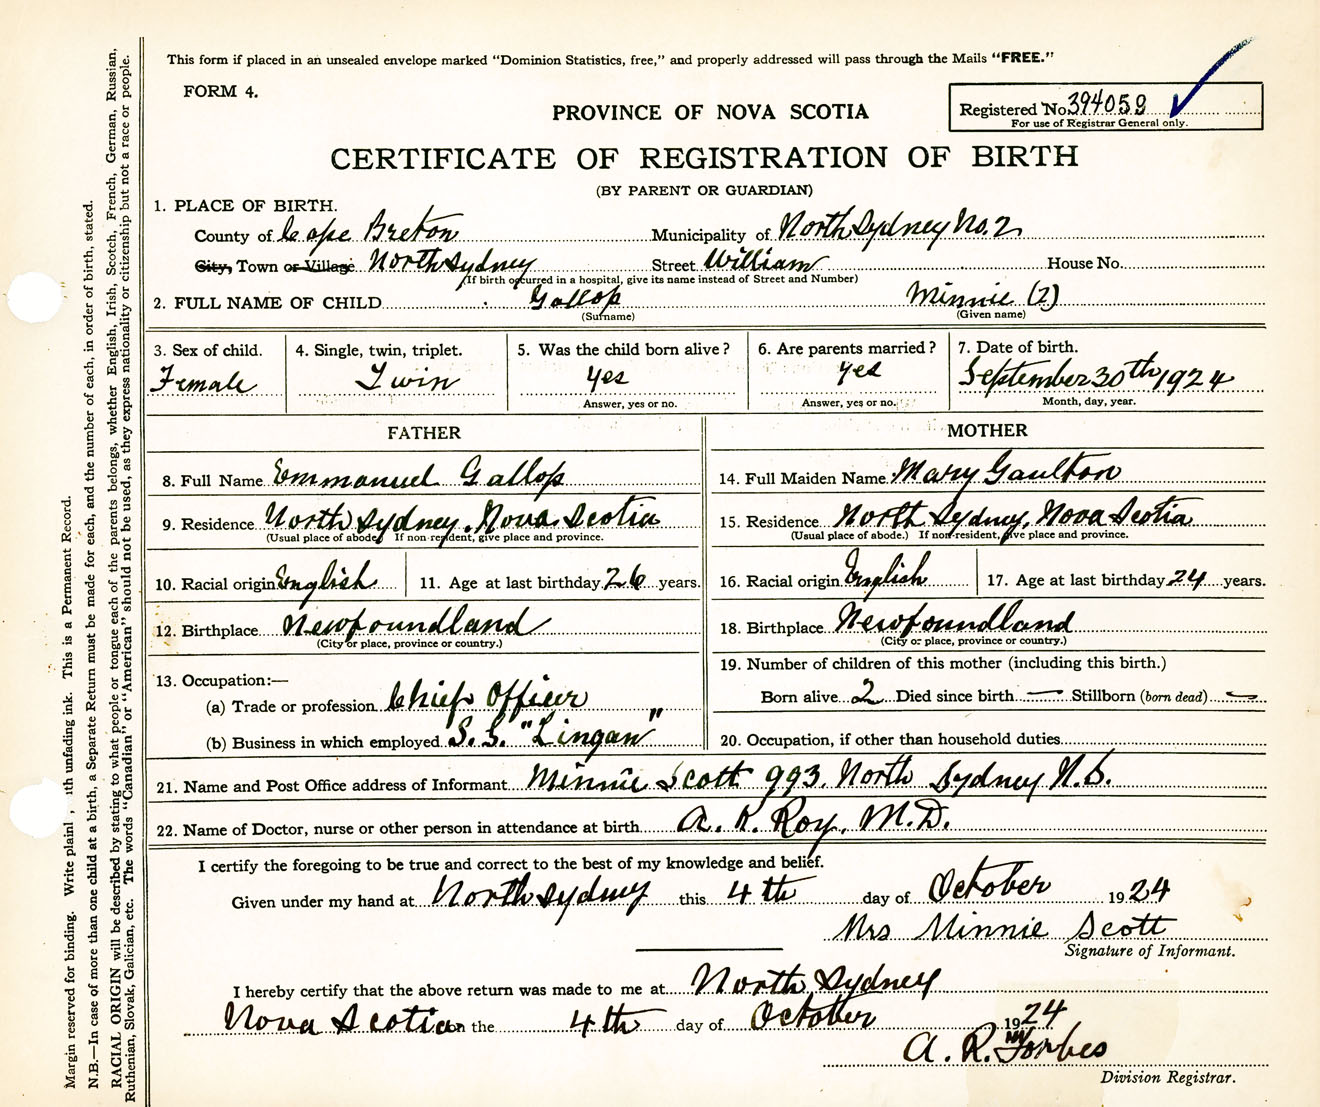 This form if placed in an unsealed envelope marked "Dominion Statistics, free," and properly addressed will pass through the Mails "FREE."
FORM 4.
PROVINCE OF NOVA SCOTIA
Registered No. 394059
For use of Registrar General only.
CERTIFICATE OF REGISTRATION OF BIRTH
(BY PARENT OR GUARDIAN)
1. PLACE OF BIRTH.
County of Cape Breton Municipality of North Sydney No. 2
City, Town or Village North Sydney Street William House No.
(If birth occurred in a hospital, give its name instead of Street and Number)
2. FULL NAME OF CHILD Gallop Minnie (2)
(Surname) (Given name)
3. Sex of child. 4. Single, twin, triplet. 5. Was the child born alive? 6. Are parents married? 7. Date of birth.
Female Twin Yes Yes September 30th 1924
Answer, yes or no. Answer, yes or no. Month, day, year.
FATHER
8. Full Name Emmanuel Gallop
9. Residence North Sydney, Nova Scotia
(Usual place of abode) If non-resident, give place and province.
10. Racial origin English 11. Age at last birthday 26 years.
12. Birthplace Newfoundland
(City or place, province or country.)
13. Occupation:—
(a) Trade or profession Chief Officer
(b) Business in which employed S.S. "Lingan"
MOTHER
14. Full Maiden Name Mary Gaulton
15. Residence North Sydney, Nova Scotia
(Usual place of abode.) If non-resident, give place and province.
16. Racial origin English 17. Age at last birthday 24 years.
18. Birthplace Newfoundland
(City or place, province or country.)
19. Number of children of this mother (including this birth.)
Born alive 2 Died since birth — Stillborn (born dead) —
20. Occupation, if other than household duties
21. Name and Post Office address of Informant Minnie Scott 993, North Sydney N.S.
22. Name of Doctor, nurse or other person in attendance at birth A. K. Roy, M.D.
I certify the foregoing to be true and correct to the best of my knowledge and belief.
Given under my hand at North Sydney this 4th day of October 1924
Mrs Minnie Scott
Signature of Informant.
I hereby certify that the above return was made to me at North Sydney
Nova Scotia on the 4th day of October 1924
A. R. Forbes
Division Registrar.
Margin reserved for binding. Write plainl , ith unfading ink. This is a Permanent Record.
N.B.—In case of more than one child at a birth, a Separate Return must be made for each, and the number of each, in order of birth, stated.
RACIAL ORIGIN will be described by stating to what people or tongue each of the parents belongs, whether English, Irish, Scotch, French, German, Russian,
Ruthenian, Slovak, Galician, etc. The words "Canadian" or "American" should not be used, as they express nationality or citizenship but not a race or people.